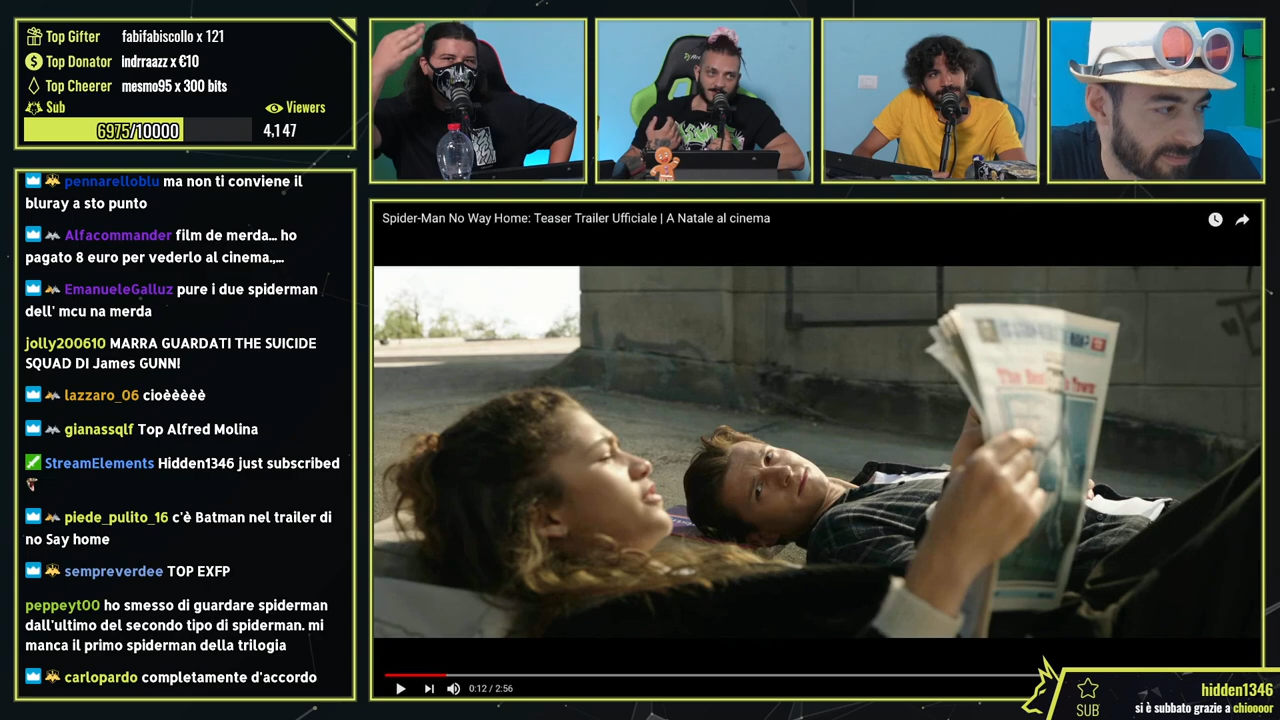 Top Gifter fabifabiscollo x 121
Top Donator indrraazz x €10
Top Cheerer mesmo95 x 300 bits
Sub Viewers
6975/10000 4,147
pennarelloblu ma non ti conviene il
bluray a sto punto
Alfacommander film de merda... ho
pagato 8 euro per vederlo al cinema.,...
EmanueleGalluz pure i due spiderman
dell' mcu na merda
jolly200610 MARRA GUARDATI THE SUICIDE
SQUAD DI James GUNN!
lazzaro_06 cioèèèèè
gianassqlf Top Alfred Molina
StreamElements Hidden1346 just subscribed
piede_pulito_16 c'è Batman nel trailer di
no Say home
sempreverdee TOP EXFP
peppeyt00 ho smesso di guardare spiderman
dall'ultimo del secondo tipo di spiderman. mi
manca il primo spiderman della trilogia
carlopardo completamente d'accordo
Spider-Man No Way Home: Teaser Trailer Ufficiale | A Natale al cinema
0:12 / 2:56
SUB
hidden1346
si è subbato grazie a chioooor